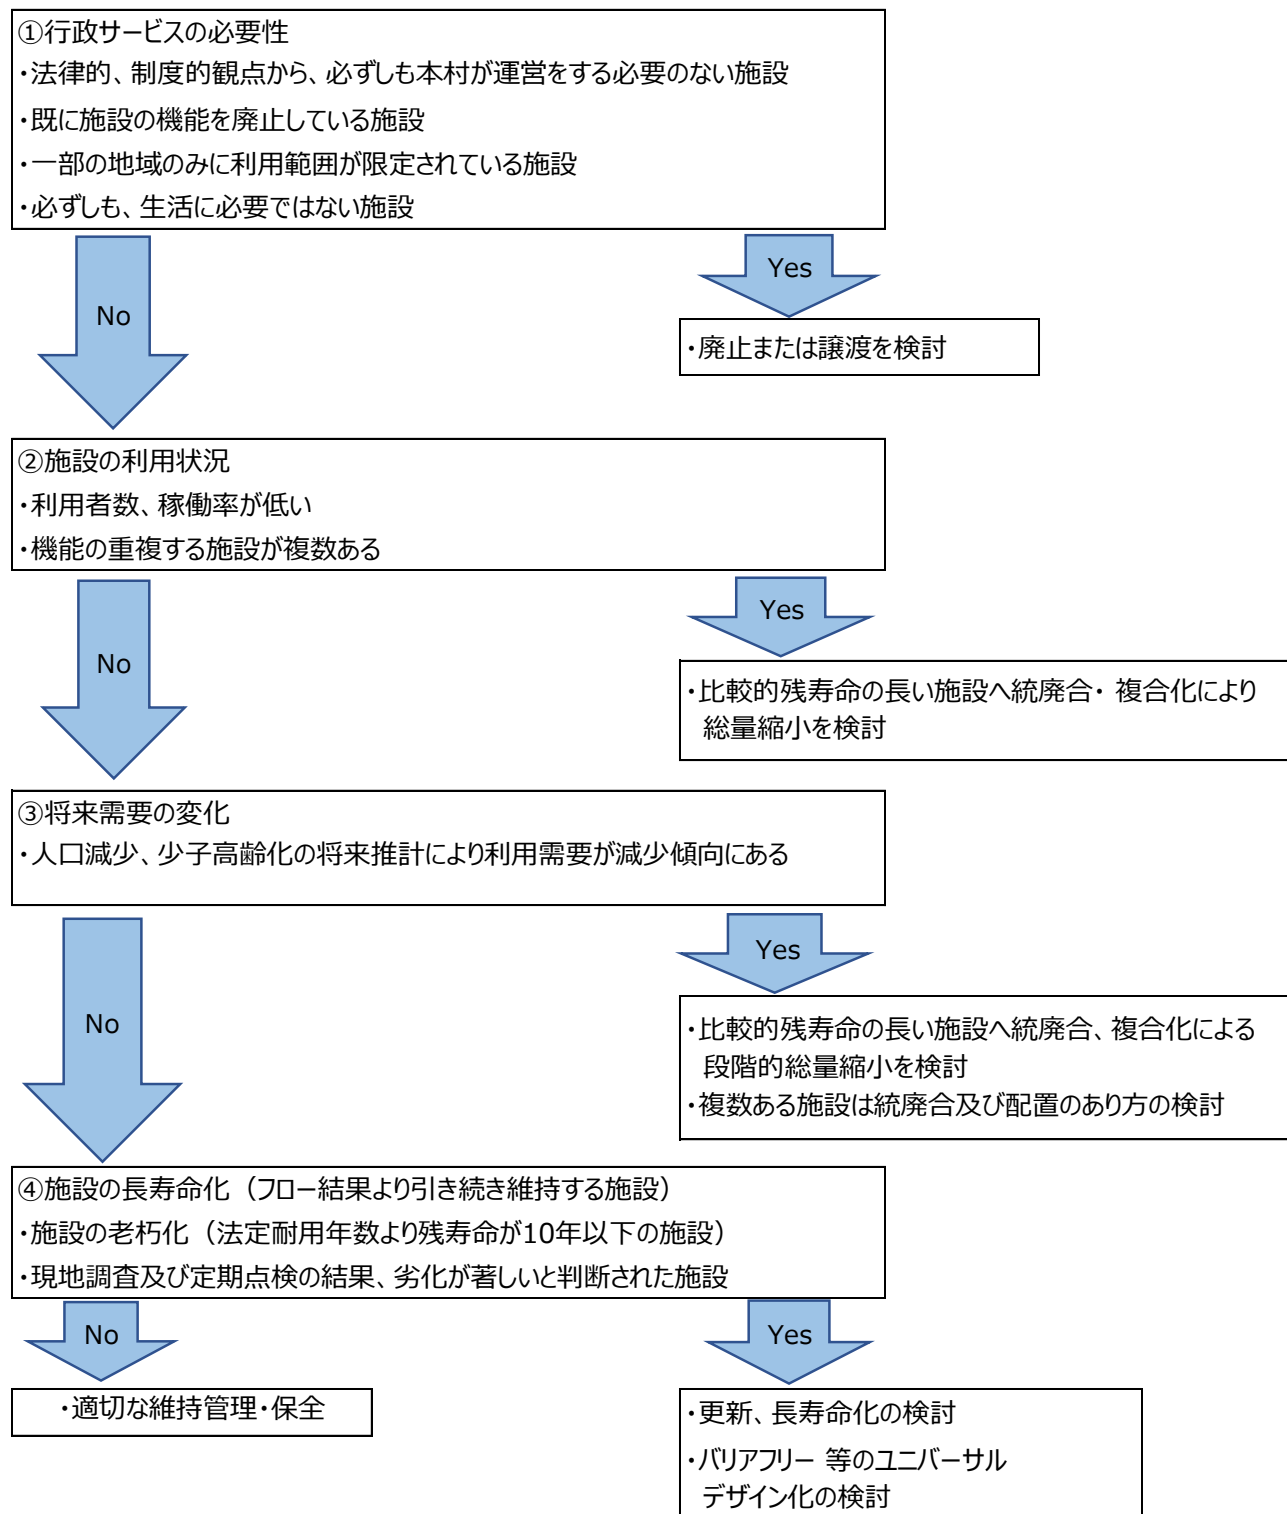 ①行政サービスの必要性
・法律的、制度的観点から、必ずしも本村が運営をする必要のない施設
・既に施設の機能を廃止している施設
・一部の地域のみに利用範囲が限定されている施設
・必ずしも、生活に必要ではない施設
No
Yes
・廃止または譲渡を検討
②施設の利用状況
・利用者数、稼働率が低い
・機能の重複する施設が複数ある
No
Yes
・比較的残寿命の長い施設へ統廃合・ 複合化により
総量縮小を検討
③将来需要の変化
・人口減少、少子高齢化の将来推計により利用需要が減少傾向にある
No
Yes
・比較的残寿命の長い施設へ統廃合、複合化による
段階的総量縮小を検討
・複数ある施設は統廃合及び配置のあり方の検討
④施設の長寿命化（フロー結果より引き続き維持する施設）
・施設の老朽化（法定耐用年数より残寿命が10年以下の施設）
・現地調査及び定期点検の結果、劣化が著しいと判断された施設
No
Yes
・適切な維持管理・保全
・更新、長寿命化の検討
・バリアフリー 等のユニバーサル
デザイン化の検討